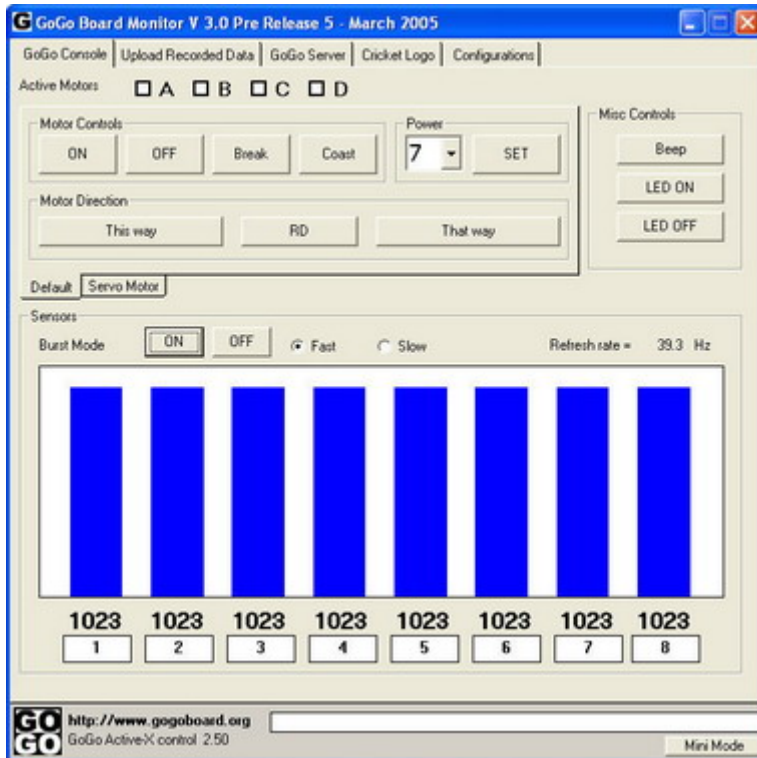 GoGo Board Monitor V 3.0 Pre Release 5 - March 2005
GoGo Console Upload Recorded Data GoGo Server Cricket Logo Configurations
Active Motors A B C D
Motor Controls Power Misc Controls
ON OFF Break Coast 7 SET Beep
LED ON
Motor Direction
This way RD That way LED OFF
Default Servo Motor
Sensors
Burst Mode ON OFF Fast Slow Refresh rate = 39.3 Hz
1023 1023 1023 1023 1023 1023 1023 1023
1 2 3 4 5 6 7 8
GO http://www.gogoboard.org
GO GoGo Active-X control 2.50
Mini Mode